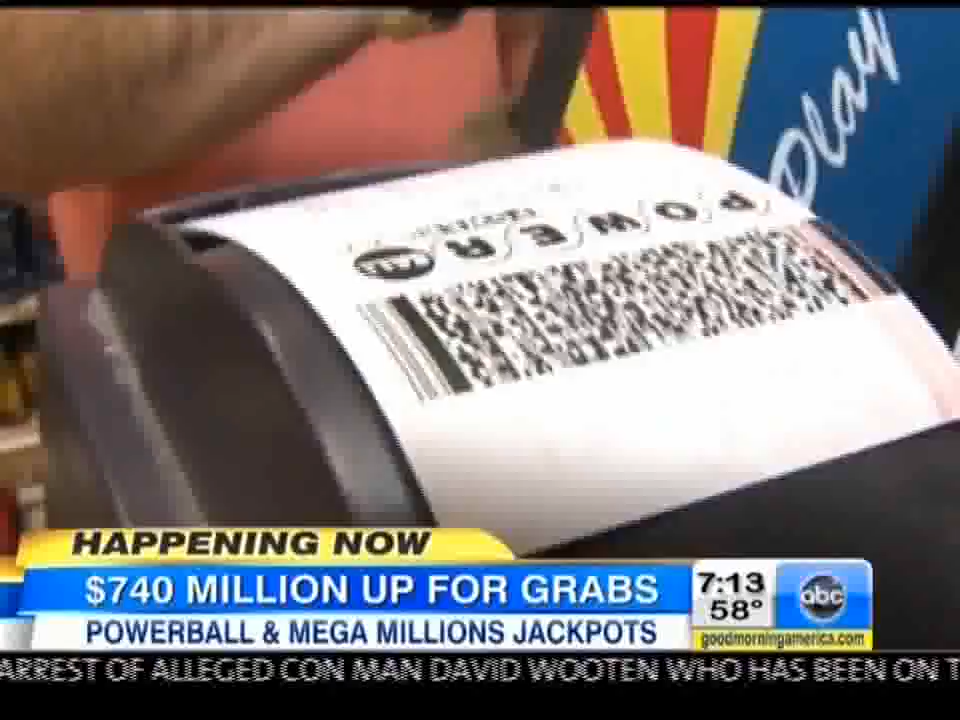 Play
POWER
HAPPENING NOW
$740 MILLION UP FOR GRABS
POWERBALL & MEGA MILLIONS JACKPOTS
7:13
58°
abc
goodmorningamerica.com
ARREST OF ALLEGED CON MAN DAVID WOOTEN WHO HAS BEEN ON T